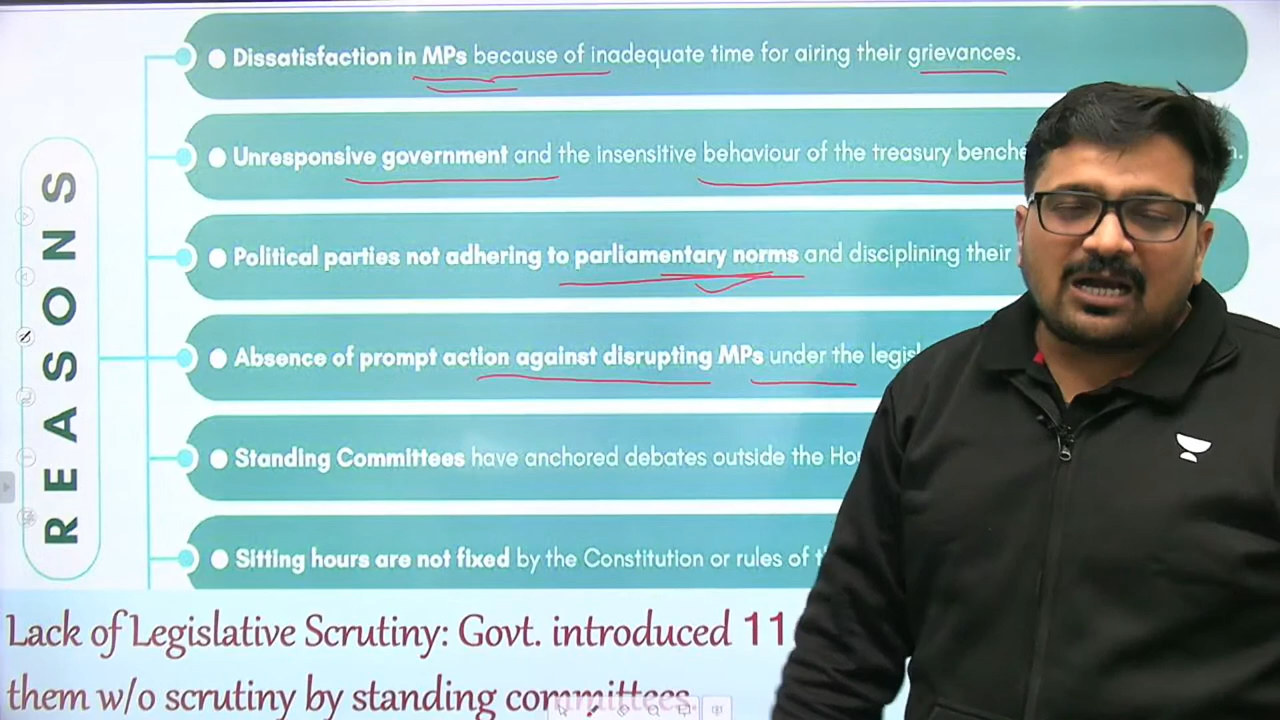 Dissatisfaction in MPs because of inadequate time for airing their grievances.
Unresponsive government and the insensitive behaviour of the treasury
Political parties not adhering to parliamentary norms and disciplining their
Absence of prompt action against disrupting MPs under the
Standing Committees have anchored debates outside the
Sitting hours are not fixed by the Constitution or rules of
REASONS
Lack of Legislative Scrutiny: Govt. introduced 11
them w/o scrutiny by standing committees.